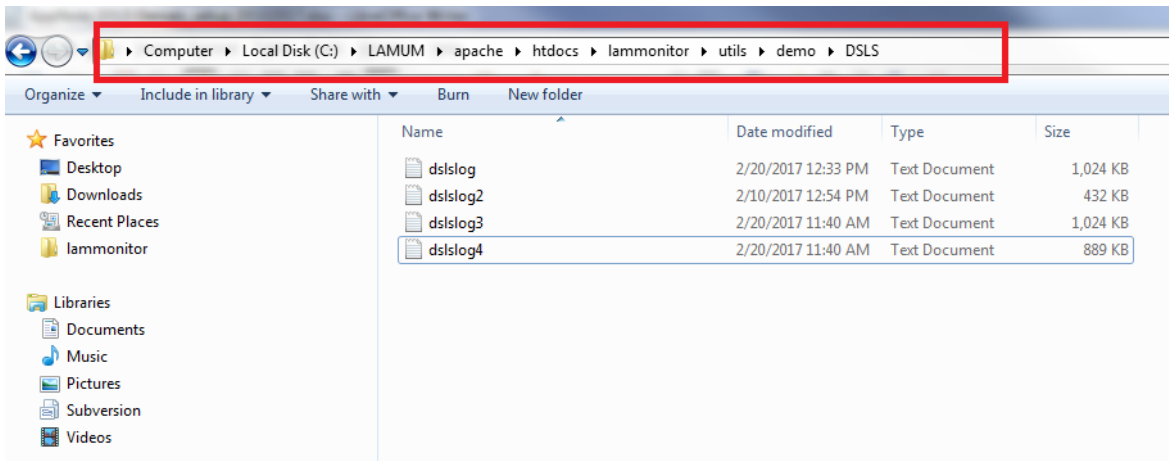 Computer Local Disk (C:) LAMUM apache htdocs lammonitor utils demo DSLS
Organize Include in library Share with Burn New folder
Favorites
Desktop
Downloads
Recent Places
lammonitor
Libraries
Documents
Music
Pictures
Subversion
Videos
Name Date modified Type Size
dslslog 2/20/2017 12:33 PM Text Document 1,024 KB
dslslog2 2/10/2017 12:54 PM Text Document 432 KB
dslslog3 2/20/2017 11:40 AM Text Document 1,024 KB
dslslog4 2/20/2017 11:40 AM Text Document 889 KB